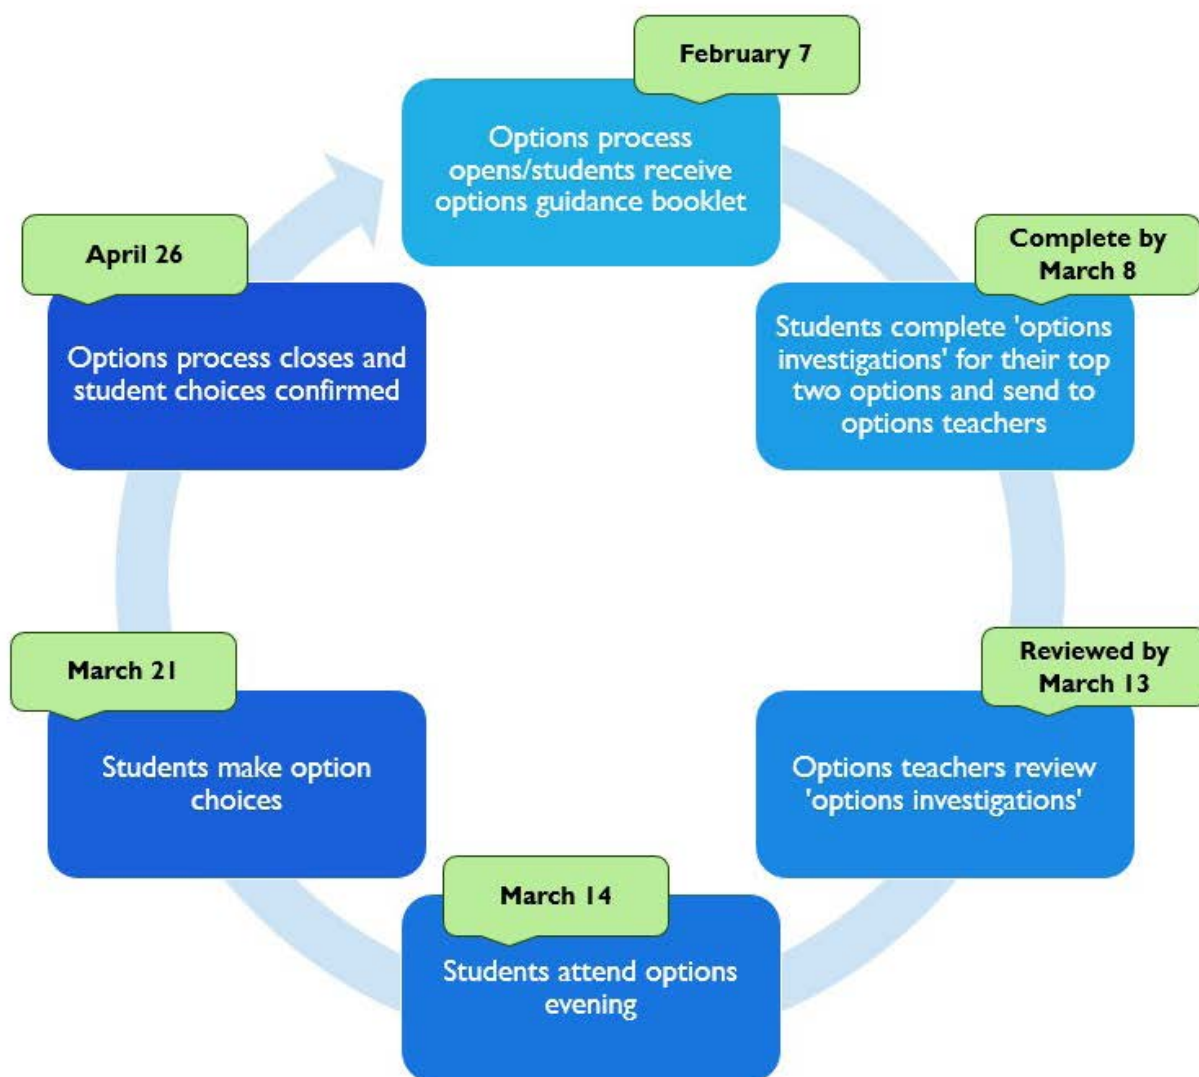 February 7
Options process
opens/students receive
options guidance booklet
Complete by
March 8
Students complete 'options
investigations' for their top
two options and send to
options teachers
Reviewed by
March 13
Options teachers review
'options investigations'
March 14
Students attend options
evening
March 21
Students make option
choices
April 26
Options process closes and
student choices confirmed